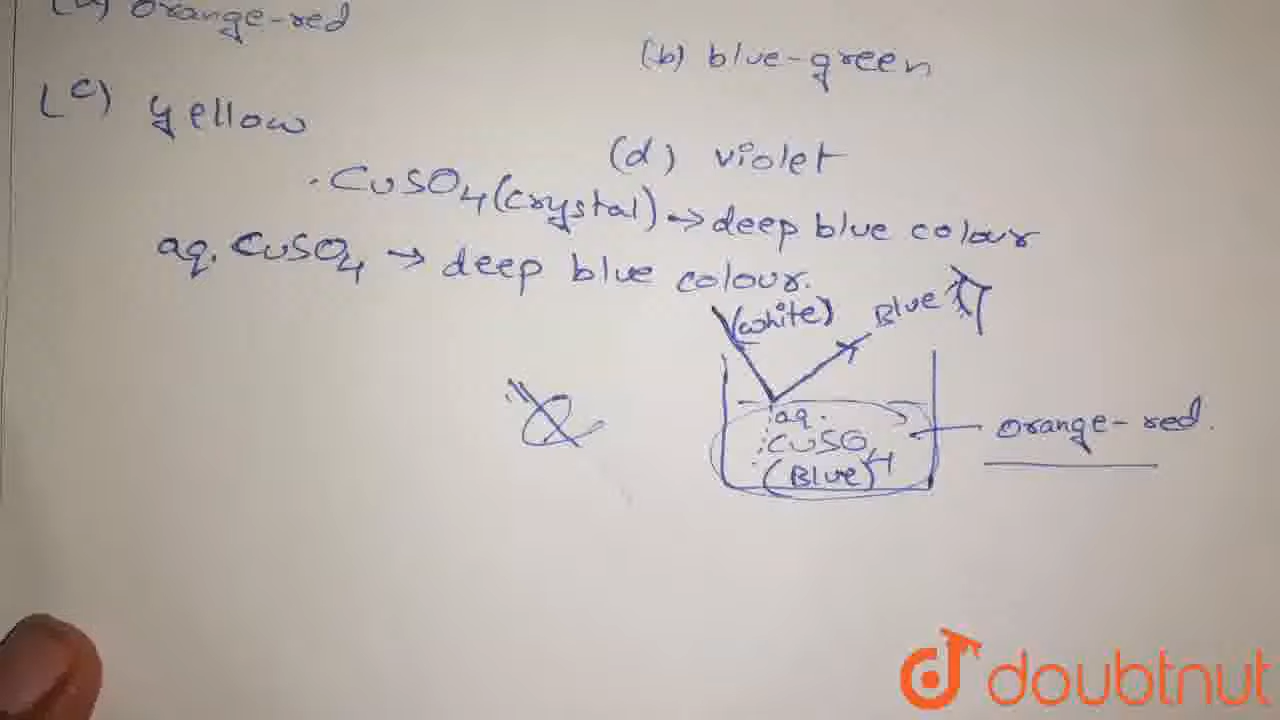 (a) orange-red
(b) blue-green
(c) yellow
(d) violet
.CuSO4(crystal)→deep blue colour
aq. CuSO4 → deep blue colour.
(white)
Blue
aq.
CuSO4
(Blue)
orange-red.
doubtnut